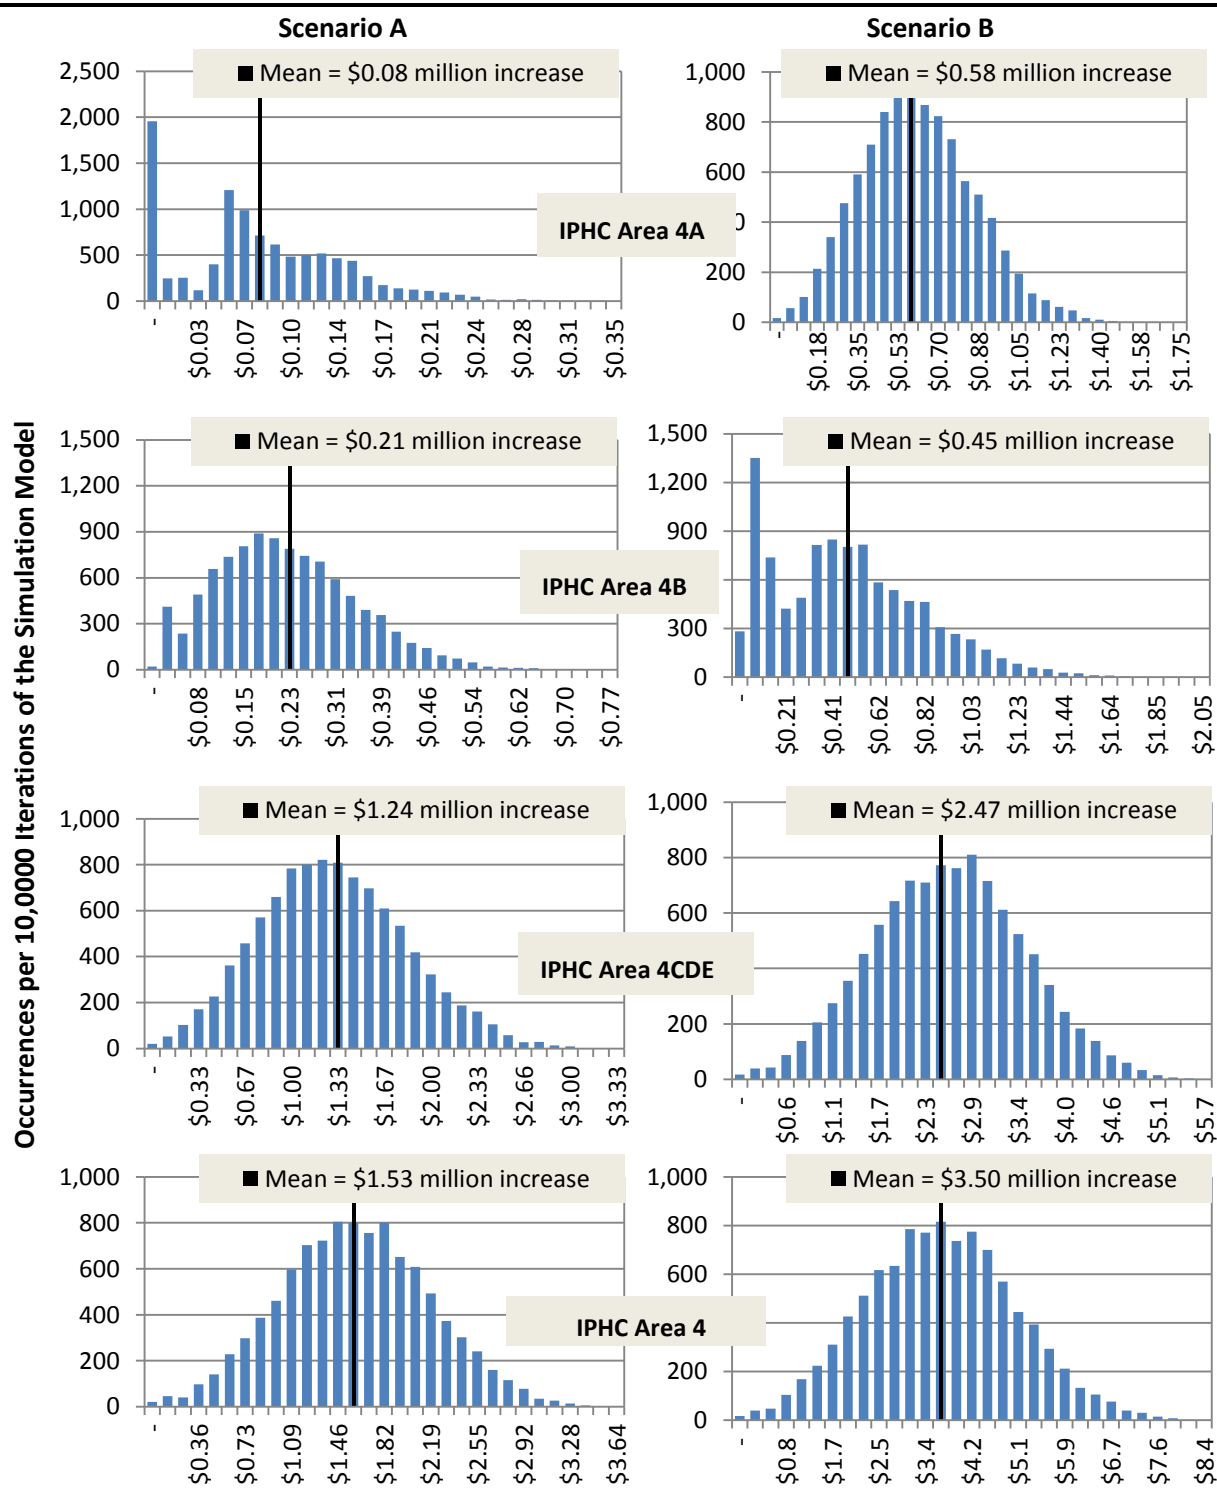 Scenario A
Scenario B
Occurrences per 10,0000 Iterations of the Simulation Model
■ Mean = $0.08 million increase
2,500
2,000
1,500
1,000
500
0
- $0.03 $0.07 $0.10 $0.14 $0.17 $0.21 $0.24 $0.28 $0.31 $0.35
IPHC Area 4A
■ Mean = $0.58 million increase
1,000
800
600
0
200
0
- $0.18 $0.35 $0.53 $0.70 $0.88 $1.05 $1.23 $1.40 $1.58 $1.75
■ Mean = $0.21 million increase
1,500
1,200
900
600
300
0
- $0.08 $0.15 $0.23 $0.31 $0.39 $0.46 $0.54 $0.62 $0.70 $0.77
IPHC Area 4B
■ Mean = $0.45 million increase
1,500
1,200
900
300
0
- $0.21 $0.41 $0.62 $0.82 $1.03 $1.23 $1.44 $1.64 $1.85 $2.05
■ Mean = $1.24 million increase
1,000
800
600
400
200
0
- $0.33 $0.67 $1.00 $1.33 $1.67 $2.00 $2.33 $2.66 $3.00 $3.33
IPHC Area 4CDE
■ Mean = $2.47 million increase
1,000
800
600
200
0
- $0.6 $1.1 $1.7 $2.3 $2.9 $3.4 $4.0 $4.6 $5.1 $5.7
■ Mean = $1.53 million increase
1,000
800
600
400
200
0
- $0.36 $0.73 $1.09 $1.46 $1.82 $2.19 $2.55 $2.92 $3.28 $3.64
IPHC Area 4
■ Mean = $3.50 million increase
1,000
800
600
200
0
- $0.8 $1.7 $2.5 $3.4 $4.2 $5.1 $5.9 $6.7 $7.6 $8.4